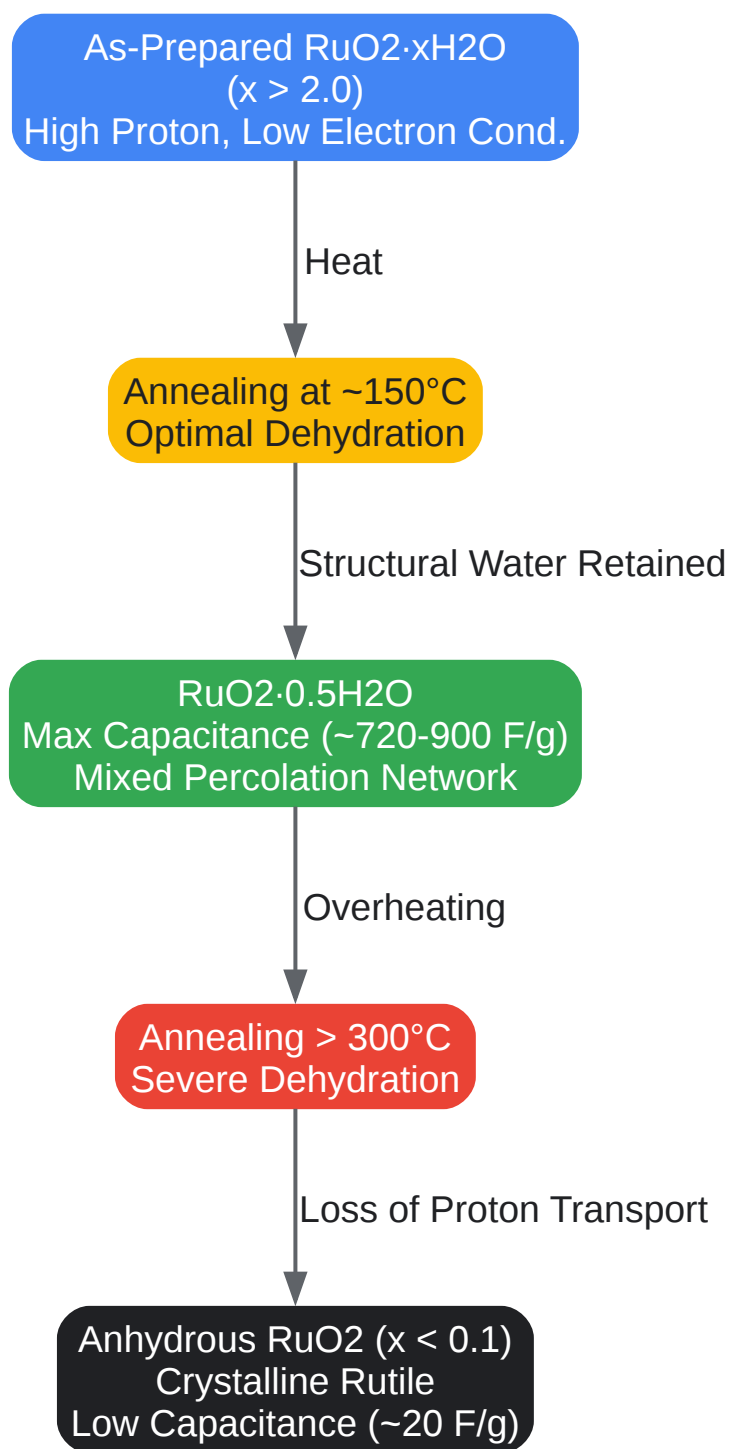 As-Prepared RuO2·xH2O
(x > 2.0)
High Proton, Low Electron Cond.
Heat
Annealing at ~150°C
Optimal Dehydration
Structural Water Retained
RuO2·0.5H2O
Max Capacitance (~720-900 F/g)
Mixed Percolation Network
Overheating
Annealing > 300°C
Severe Dehydration
Loss of Proton Transport
Anhydrous RuO2 (x < 0.1)
Crystalline Rutile
Low Capacitance (~20 F/g)